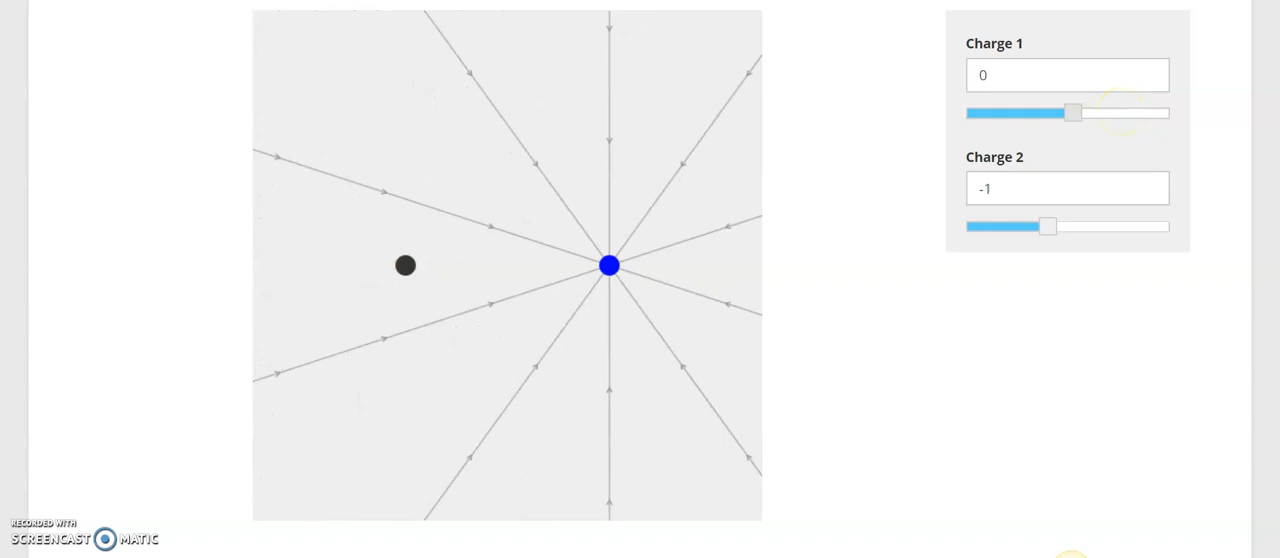 Charge 1
0
Charge 2
-1
RECORDED WITH
SCREENCAST MATIC